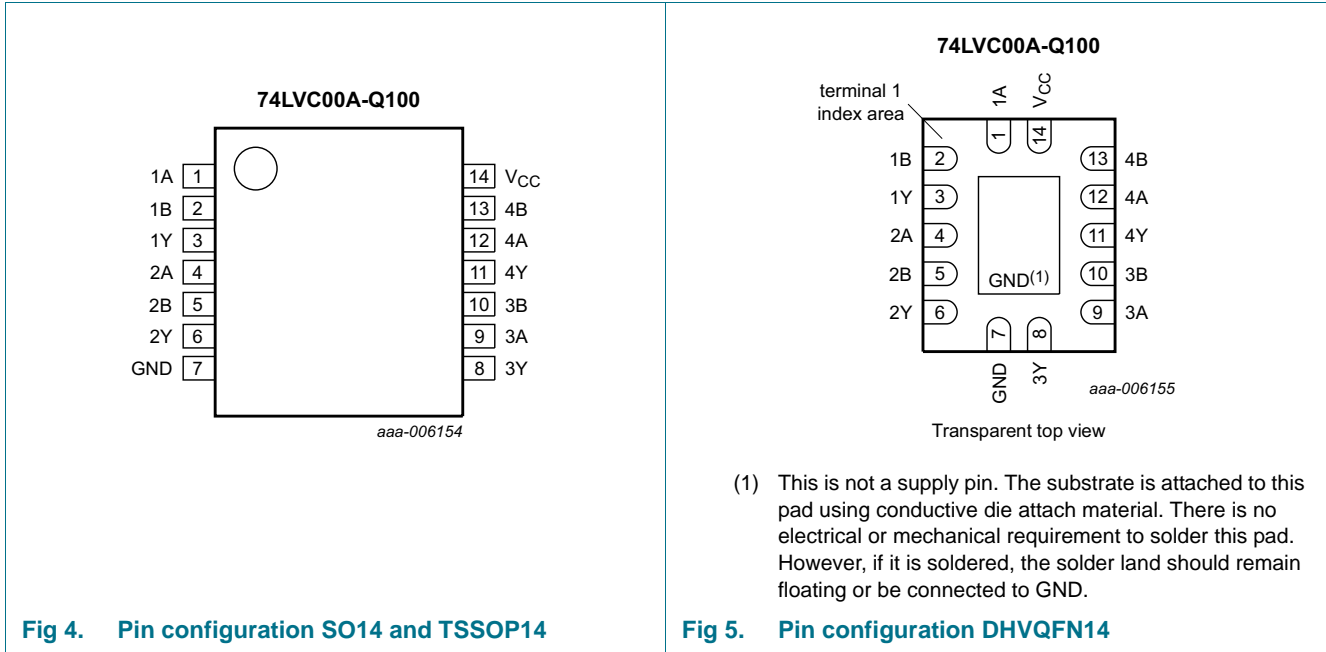 74LVC00A-Q100
1A 1
1B 2
1Y 3
2A 4
2B 5
2Y 6
GND 7
14 VCC
13 4B
12 4A
11 4Y
10 3B
9 3A
8 3Y
aaa-006154
Fig 4. Pin configuration SO14 and TSSOP14
74LVC00A-Q100
terminal 1
index area
1A
VCC
1
14
1B 2
1Y 3
2A 4
2B 5
2Y 6
13 4B
12 4A
11 4Y
10 3B
9 3A
GND(1)
7
8
GND
3Y
aaa-006155
Transparent top view
(1) This is not a supply pin. The substrate is attached to this
pad using conductive die attach material. There is no
electrical or mechanical requirement to solder this pad.
However, if it is soldered, the solder land should remain
floating or be connected to GND.
Fig 5. Pin configuration DHVQFN14